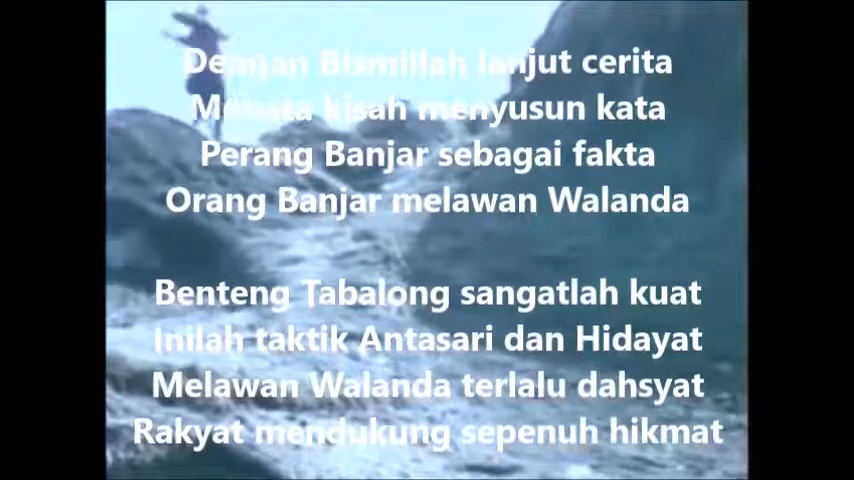 Dengan Bismillah lanjut cerita
Menata kisah menyusun kata
Perang Banjar sebagai fakta
Orang Banjar melawan Walanda
Benteng Tabalong sangatlah kuat
Inilah taktik Antasari dan Hidayat
Melawan Walanda terlalu dahsyat
Rakyat mendukung sepenuh hikmat